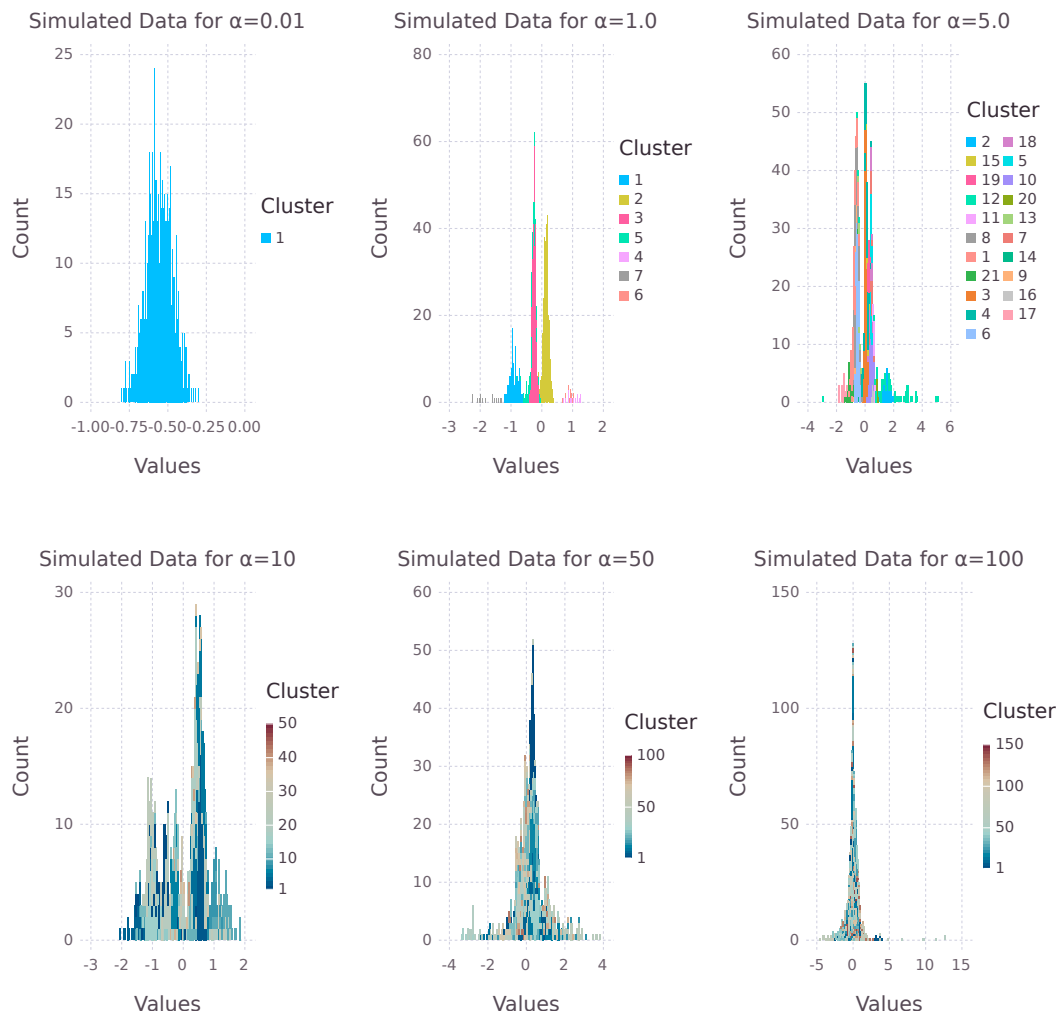 Simulated Data for α=0.01
25
20
15
10
5
0
-1.00 -0.75 -0.50 -0.25 0.00
Values
Count
Cluster
1
Simulated Data for α=1.0
80
60
40
20
0
-3 -2 -1 0 1 2
Values
Count
Cluster
1
2
3
5
4
7
6
Simulated Data for α=5.0
60
50
40
30
20
10
0
-4 -2 0 2 4 6
Values
Count
Cluster
2 18
15 5
19 10
12 20
11 13
8 7
1 14
21 9
3 16
4 17
6
Simulated Data for α=10
30
20
10
0
-3 -2 -1 0 1 2
Values
Count
Cluster
50
40
30
20
10
1
Simulated Data for α=50
60
50
40
30
20
10
0
-4 -2 0 2 4
Values
Count
Cluster
100
50
1
Simulated Data for α=100
150
100
50
0
-5 0 5 10 15
Values
Count
Cluster
150
100
50
1